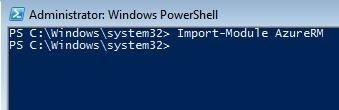 Administrator: Windows PowerShell
PS C:\Windows\system32> Import-Module AzureRM
PS C:\Windows\system32>